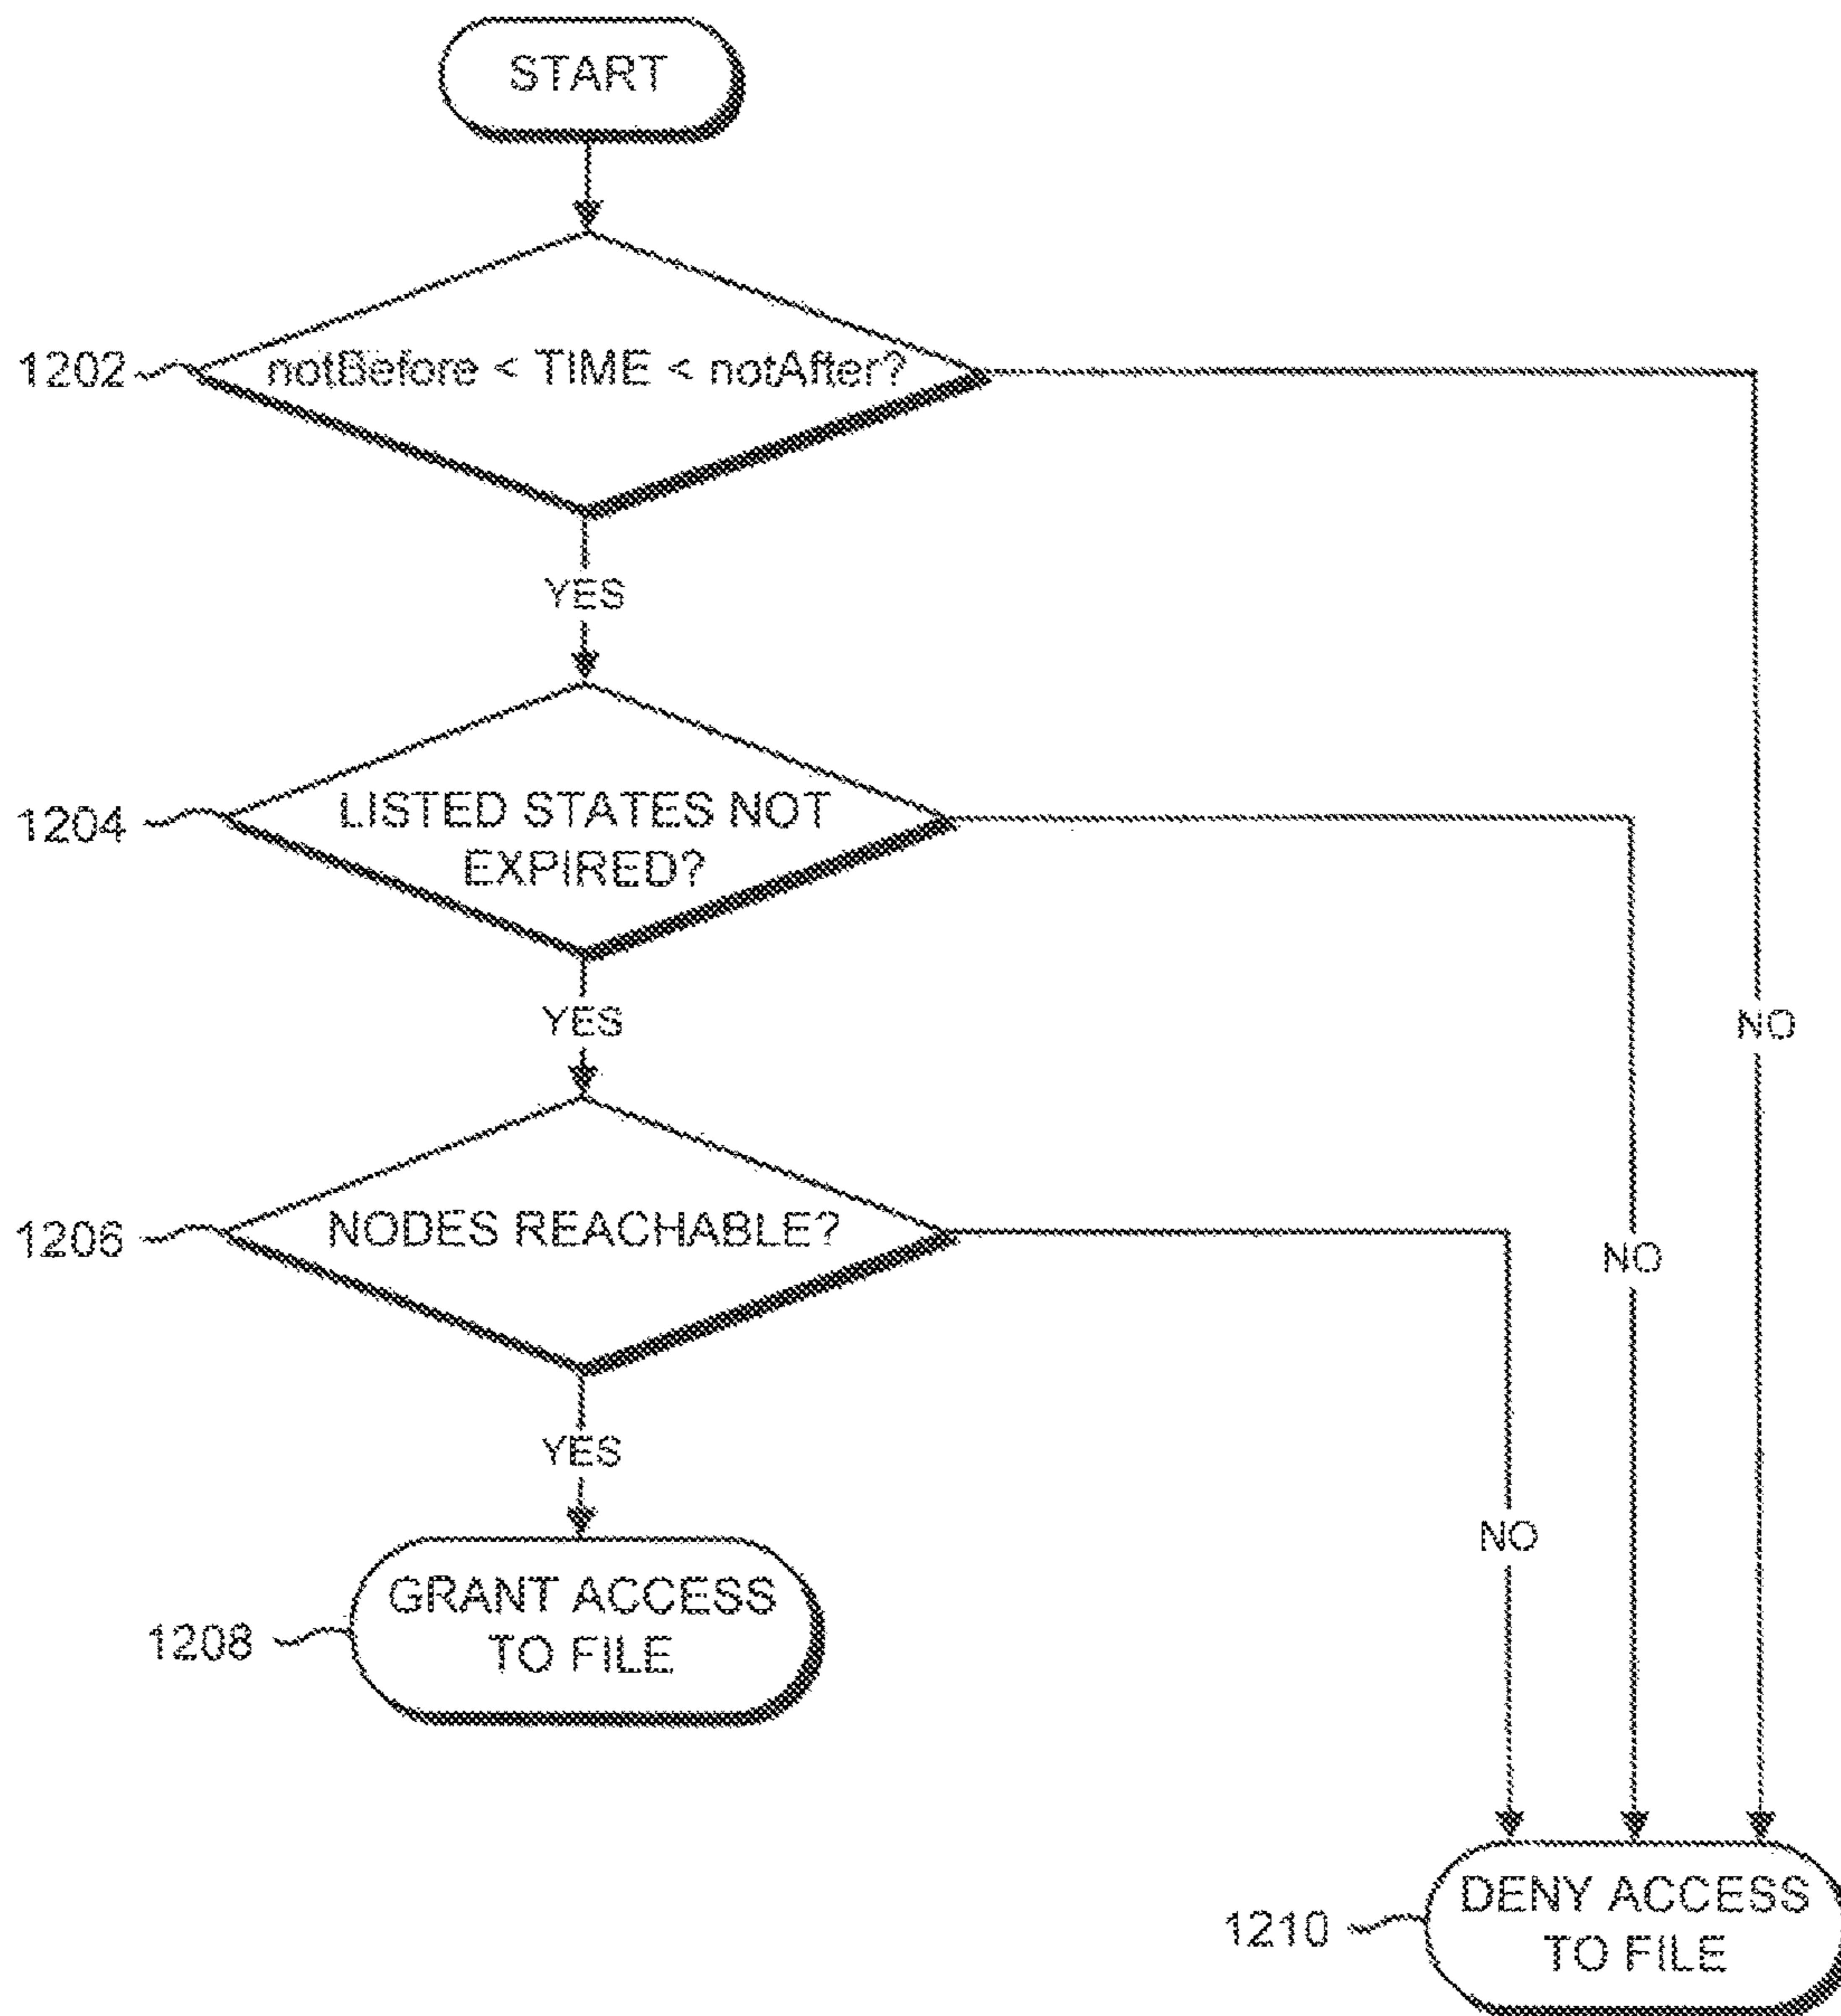 START
1202
notBefore < TIME < notAfter?
YES
1204
LISTED STATES NOT
EXPIRED?
YES
NO
1206
NODES REACHABLE?
NO
YES
NO
GRANT ACCESS
TO FILE
1208
DENY ACCESS
TO FILE
1210